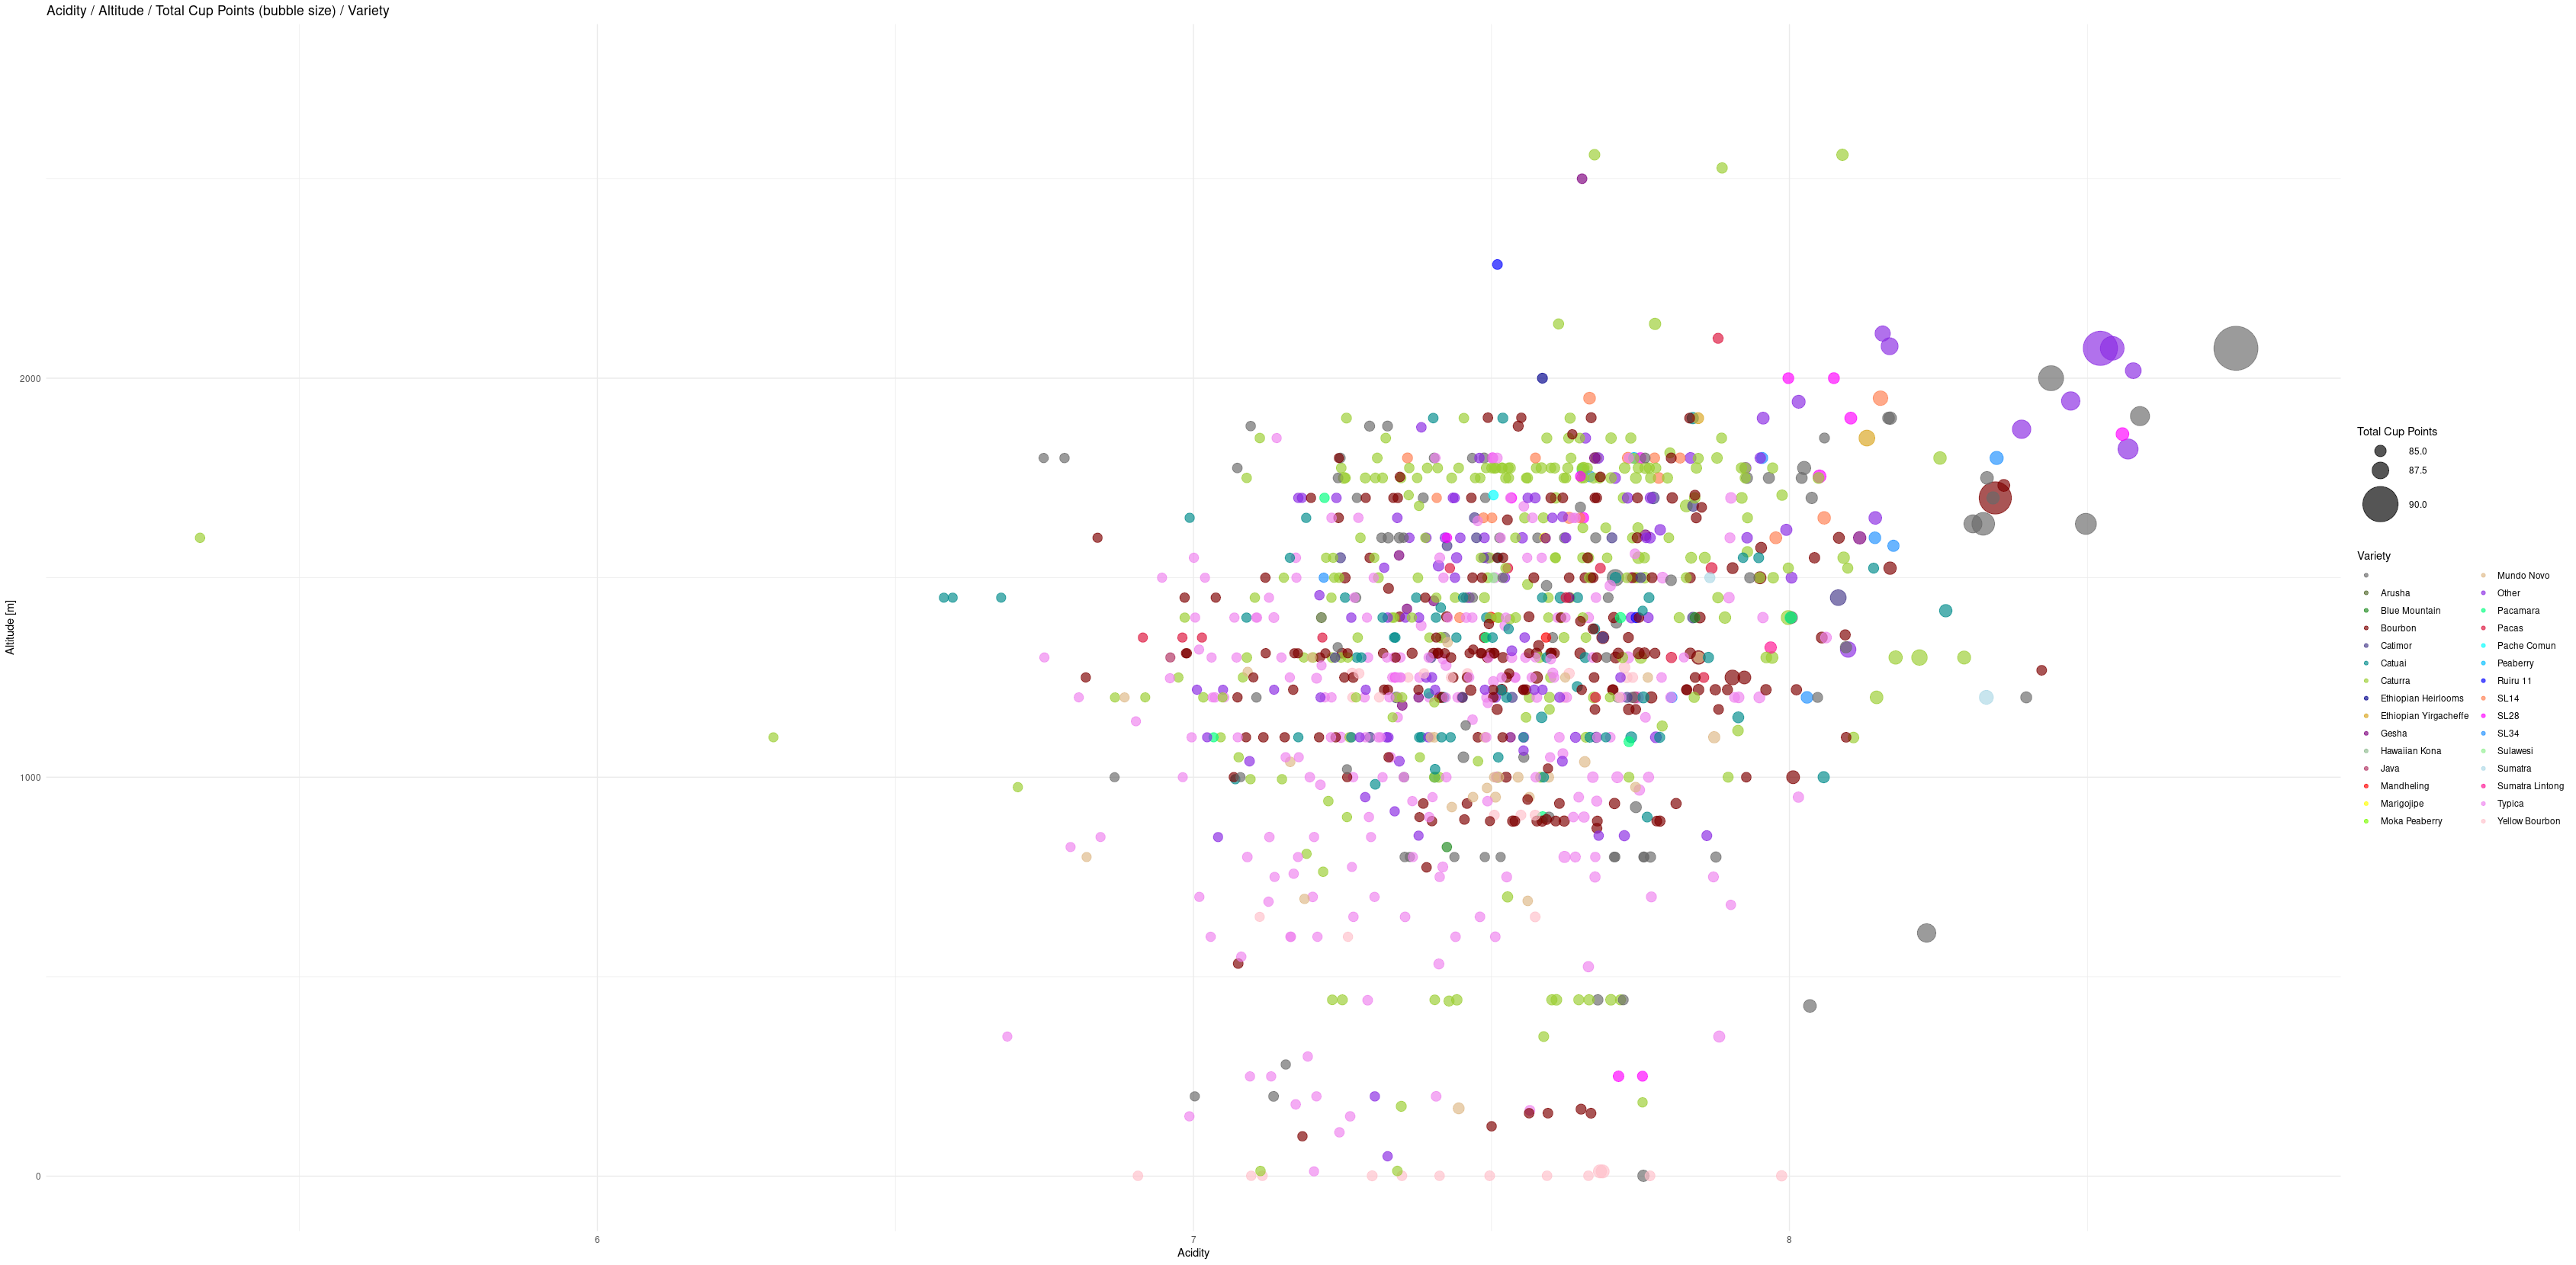 Acidity / Altitude / Total Cup Points (bubble size) / Variety
2000
1000
0
Altitude [m]
6
7
8
Acidity
Total Cup Points
85.0
87.5
90.0
Variety
Arusha
Blue Mountain
Bourbon
Catimor
Catuai
Caturra
Ethiopian Heirlooms
Ethiopian Yirgacheffe
Gesha
Hawaiian Kona
Java
Mandheling
Marigojipe
Moka Peaberry
Mundo Novo
Other
Pacamara
Pacas
Pache Comun
Peaberry
Ruiru 11
SL14
SL28
SL34
Sulawesi
Sumatra
Sumatra Lintong
Typica
Yellow Bourbon